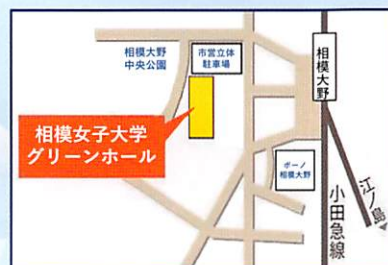 相模大野
中央公園
市営立体
駐車場
相模大野
相模女子大学
グリーンホール
ボーノ
相模大野
小田急線
江ノ島